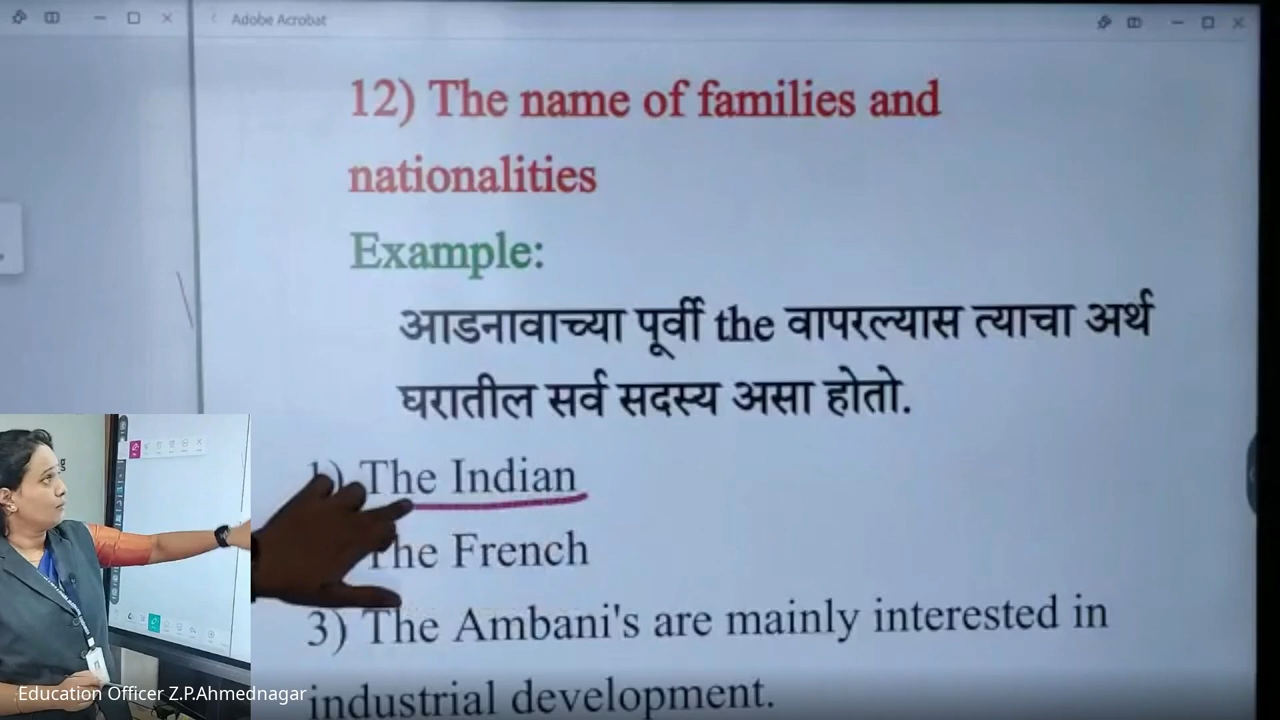 Adobe Acrobat
12) The name of families and
nationalities
Example:
आडनावाच्या पूर्वी the वापरल्यास त्याचा अर्थ
घरातील सर्व सदस्य असा होतो.
1) The Indian
The French
3) The Ambani's are mainly interested in
industrial development.
Education Officer Z.P.Ahmednagar